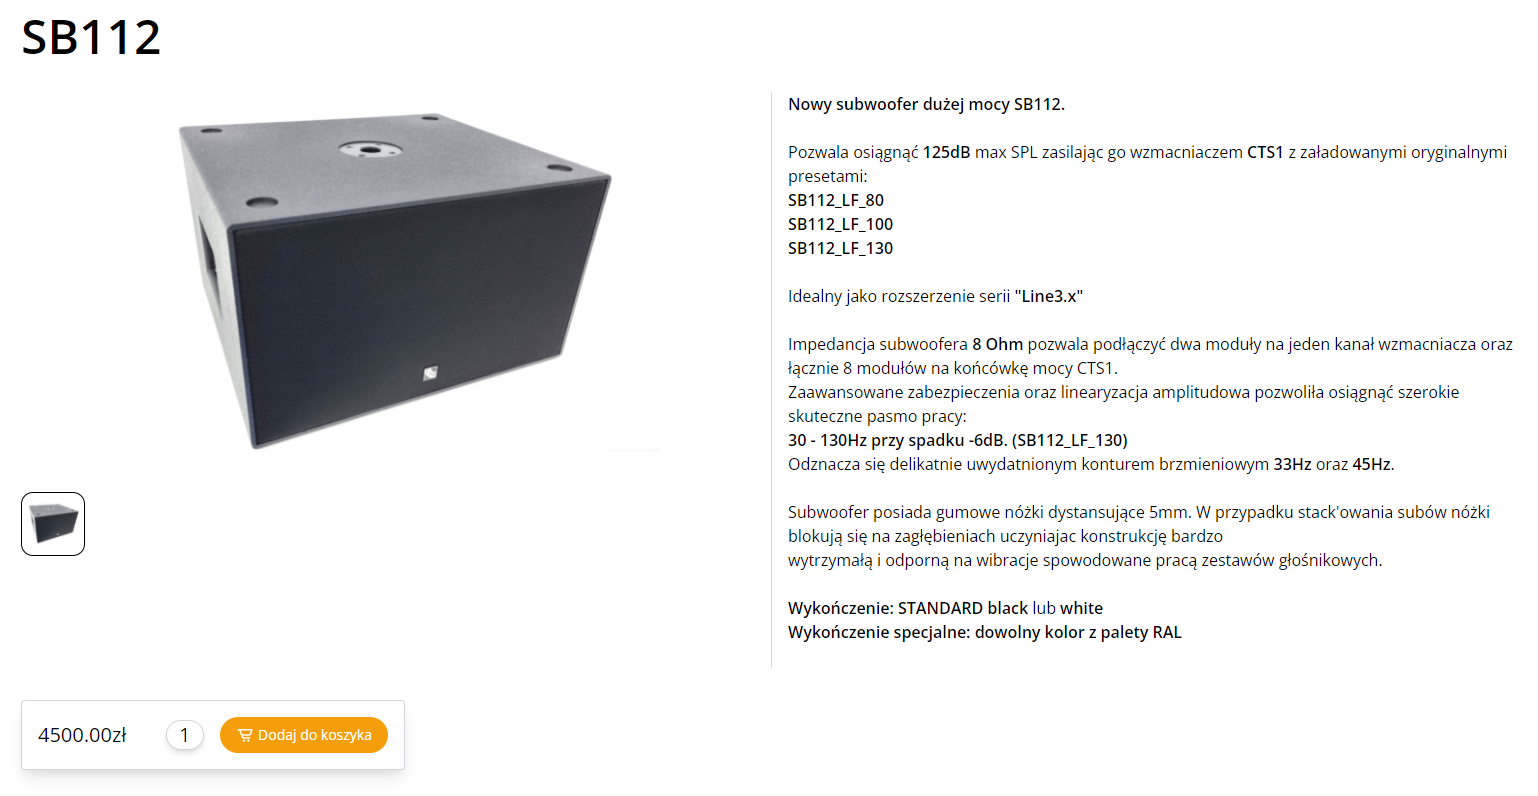 SB112
Nowy subwoofer dużej mocy SB112.
Pozwala osiągnąć 125dB max SPL zasilając go wzmacniaczem CTS1 z załadowanymi oryginalnymi
presetami:
SB112_LF_80
SB112_LF_100
SB112_LF_130
Idealny jako rozszerzenie serii "Line3.x"
Impedancja subwoofera 8 Ohm pozwala podłączyć dwa moduły na jeden kanał wzmacniacza oraz
łącznie 8 modułów na końcówkę mocy CTS1.
Zaawansowane zabezpieczenia oraz linearyzacja amplitudowa pozwoliła osiągnąć szerokie
skuteczne pasmo pracy:
30 - 130Hz przy spadku -6dB. (SB112_LF_130)
Odznacza się delikatnie uwydatnionym konturem brzmieniowym 33Hz oraz 45Hz.
Subwoofer posiada gumowe nóżki dystansujące 5mm. W przypadku stack'owania subów nóżki
blokują się na zagłębieniach uczyniajac konstrukcję bardzo
wytrzymałą i odporną na wibracje spowodowane pracą zestawów głośnikowych.
Wykończenie: STANDARD black lub white
Wykończenie specjalne: dowolny kolor z palety RAL
4500.00zł 1 Dodaj do koszyka